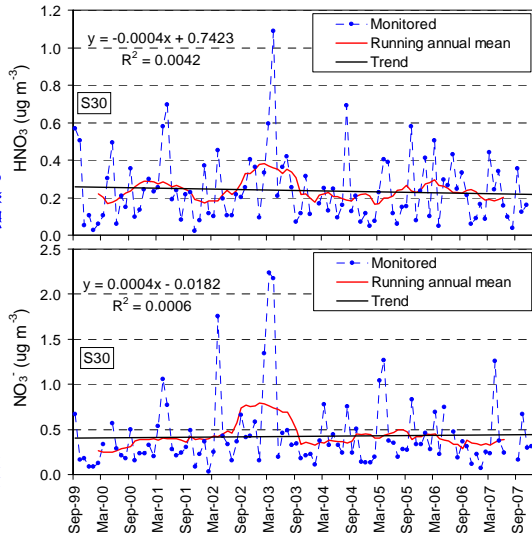 1.2
1.0
0.8
0.6
0.4
0.2
0.0
HNO₃ (ug m⁻³)
y = -0.0004x + 0.7423
R² = 0.0042
S30
Monitored
Running annual mean
Trend
2.5
2.0
1.5
1.0
0.5
0.0
NO₃⁻ (ug m⁻³)
y = 0.0004x - 0.0182
R² = 0.0006
S30
Monitored
Running annual mean
Trend
Sep-99
Mar-00
Sep-00
Mar-01
Sep-01
Mar-02
Sep-02
Mar-03
Sep-03
Mar-04
Sep-04
Mar-05
Sep-05
Mar-06
Sep-06
Mar-07
Sep-07